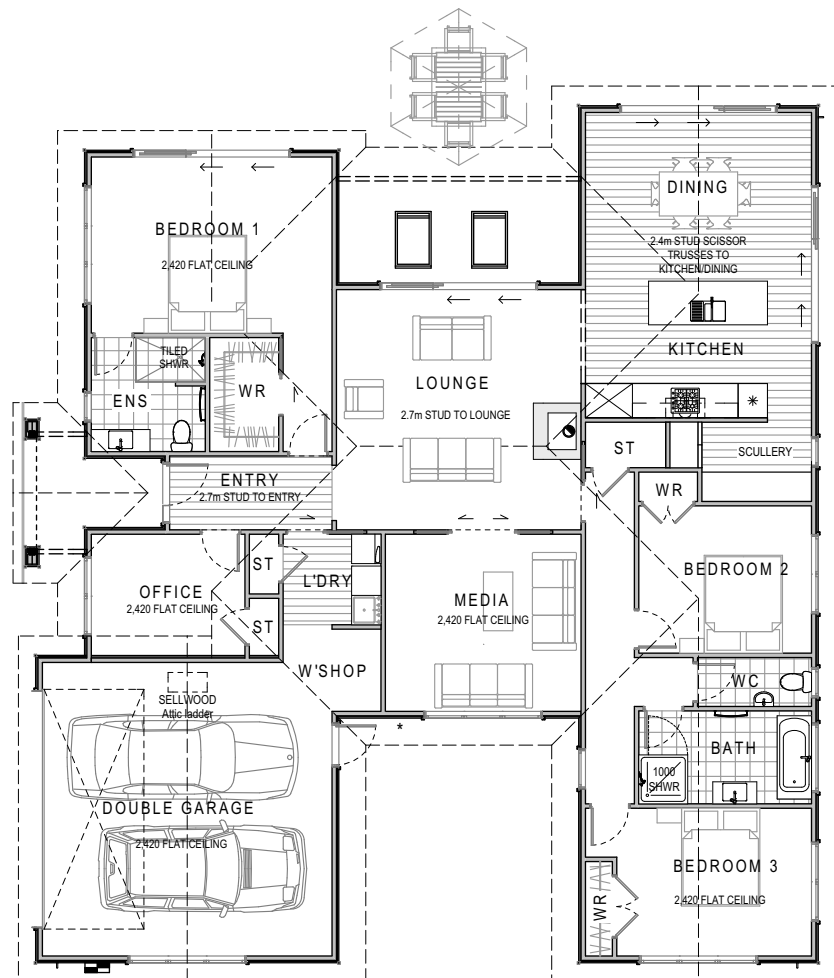 DINING
2.4m STUD SCISSOR
TRUSSES TO
KITCHEN/DINING
BEDROOM 1
2,420 FLAT CEILING
TILED
SHWR
ENS
WR
LOUNGE
2.7m STUD TO LOUNGE
KITCHEN
*
ST
SCULLERY
WR
ENTRY
2.7m STUD TO ENTRY
OFFICE
2,420 FLAT CEILING
ST
ST
L'DRY
MEDIA
2,420 FLAT CEILING
BEDROOM 2
W'SHOP
WC
SELLWOOD
Attic ladder
*
BATH
1000
SHWR
DOUBLE GARAGE
2,420 FLAT CEILING
BEDROOM 3
2,420 FLAT CEILING
WR